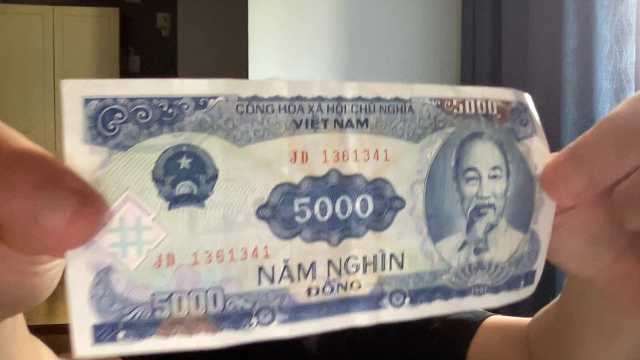 CỘNG HÒA XÃ HỘI CHỦ NGHĨA
5000
VIỆT NAM
JD 1361341
5000
JD 1361341
NĂM NGHÌN
ĐỒNG
5000